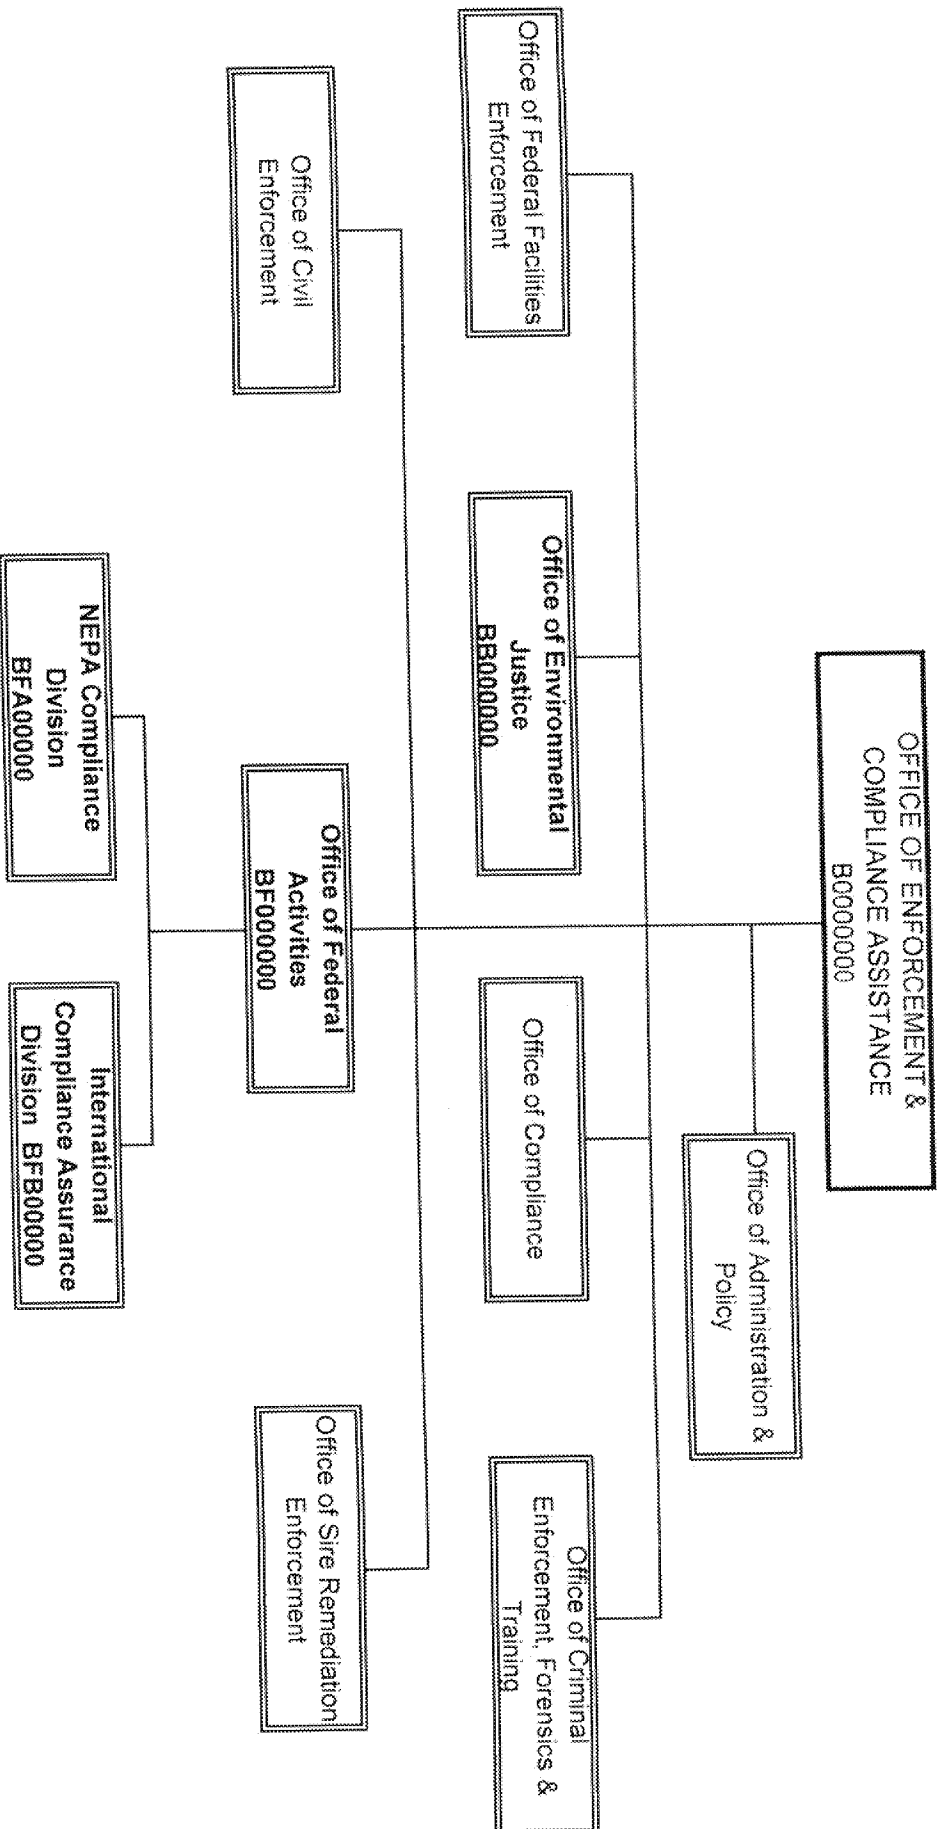 OFFICE OF ENFORCEMENT &
COMPLIANCE ASSISTANCE
B0000000
Office of Administration &
Policy
Office of Federal Facilities
Enforcement
Office of Environmental
Justice
BB000000
Office of Compliance
Office of Criminal
Enforcement, Forensics &
Training
Office of Civil
Enforcement
Office of Federal
Activities
BF000000
Office of Sire Remediation
Enforcement
NEPA Compliance
Division
BFA00000
International
Compliance Assurance
Division BFB00000